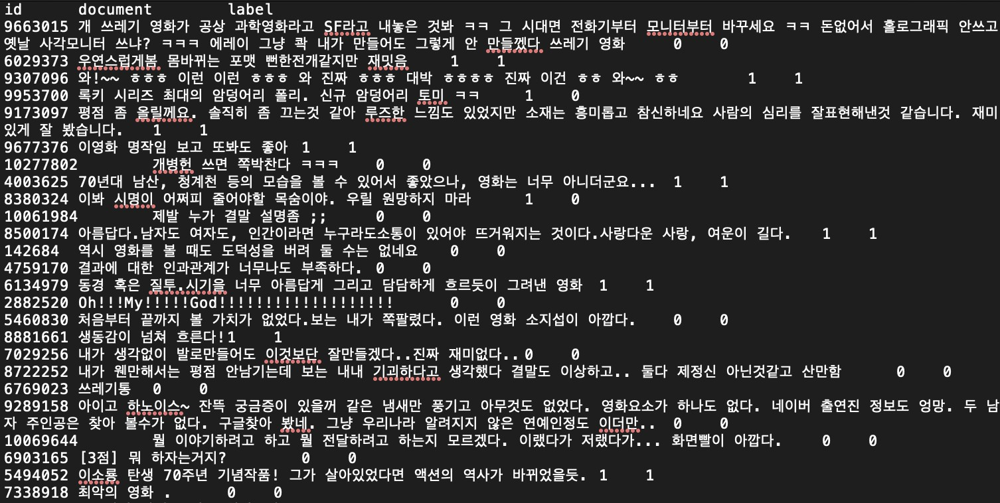 id document label
9663015 개 쓰레기 영화가 공상 과학영화라고 SF라고 내놓은 것봐 ㅋㅋ 그 시대면 전화기부터 모니터부터 바꾸세요 ㅋㅋ 돈없어서 홀로그래픽 안쓰고
옛날 사각모니터 쓰냐? ㅋㅋㅋ 에레이 그냥 콱 내가 만들어도 그렇게 안 만들겠다 쓰레기 영화 0 0
6029373 우연스럽게봄 몸바뀌는 포맷 뻔한전개같지만 재밋음 1 1
9307096 와!~~ ㅎㅎㅎ 이런 이런 ㅎㅎㅎ 와 진짜 ㅎㅎㅎ 대박 ㅎㅎㅎㅎ 진짜 이건 ㅎㅎ 와~~ ㅎㅎ 1 1
9953700 록키 시리즈 최대의 암덩어리 폴리. 신규 암덩어리 토미 ㅋㅋ 1 0
9173097 평점 좀 올릴께요. 솔직히 좀 끄는것 같아 루즈한 느낌도 있었지만 소재는 흥미롭고 참신하네요 사람의 심리를 잘표현해낸것 같습니다. 재미
있게 잘 봤습니다. 1 1
9677376 이영화 명작임 보고 또봐도 좋아 1 1
10277802 개병헌 쓰면 쪽박찬다 ㅋㅋㅋ 0 0
4003625 70년대 남산, 청계천 등의 모습을 볼 수 있어서 좋았으나, 영화는 너무 아니더군요... 1 1
8380324 이봐 시명이 어쩌피 줄어야할 목숨이야. 우릴 원망하지 마라 1 0
10061984 제발 누가 결말 설명좀 ;; 0 0
8500174 아름답다.남자도 여자도, 인간이라면 누구라도소통이 있어야 뜨거워지는 것이다.사랑다운 사랑, 여운이 길다. 1 1
142684 역시 영화를 볼 때도 도덕성을 버려 둘 수는 없네요 0 0
4759170 결과에 대한 인과관계가 너무나도 부족하다. 0 0
6134979 동경 혹은 질투.시기을 너무 아름답게 그리고 담담하게 흐르듯이 그려낸 영화 1 1
2882520 Oh!!!My!!!!!God!!!!!!!!!!!!!!!!!!! 0 0
5460830 처음부터 끝까지 볼 가치가 없었다.보는 내가 쪽팔렸다. 이런 영화 소지섭이 아깝다. 0 0
8881661 생동감이 넘쳐 흐른다!1 1
7029256 내가 생각없이 발로만들어도 이것보단 잘만들겠다..진짜 재미없다..0 0
8722252 내가 웬만해서는 평점 안남기는데 보는 내내 기괴하다고 생각했다 결말도 이상하고.. 둘다 제정신 아닌것같고 산만함 0 0
6769023 쓰레기통 0 0
9289158 아이고 하노이스~ 잔뜩 궁금증이 있을꺼 같은 냄새만 풍기고 아무것도 없었다. 영화요소가 하나도 없다. 네이버 출연진 정보도 엉망. 두 남
자 주인공은 찾아 볼수가 없다. 구글찾아 봤네. 그냥 우리나라 알려지지 않은 연예인정도 이더만.. 0 0
10069644 뭘 이야기하려고 하고 뭘 전달하려고 하는지 모르겠다. 이랬다가 저랬다가... 화면빨이 아깝다. 0 0
6903165 [3점] 뭐 하자는거지? 0 0
5494052 이소룡 탄생 70주년 기념작품! 그가 살아있었다면 액션의 역사가 바뀌었을듯. 1 1
7338918 최악의 영화 . 0 0